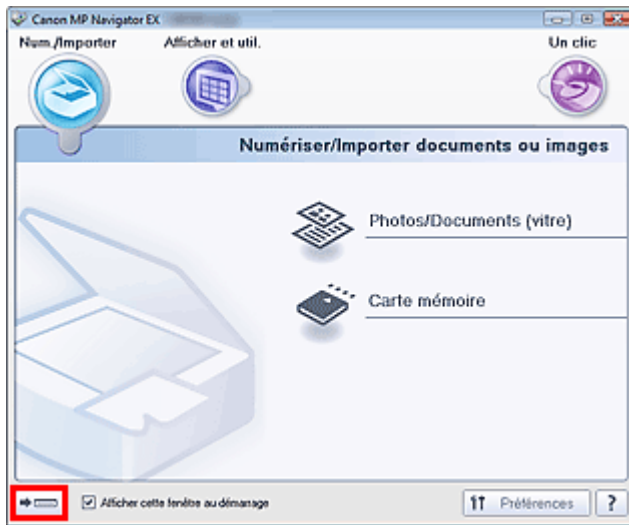 Canon MP Navigator EX
Num./Importer
Afficher et util.
Un clic
Numériser/Importer documents ou images
Photos/Documents (vitre)
Carte mémoire
Afficher cette fenêtre au démarrage
Préférences
?